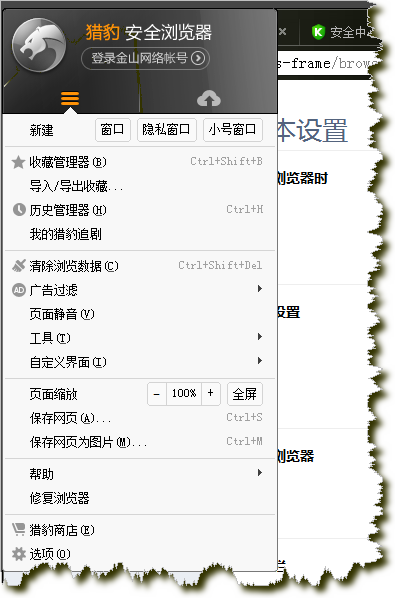 猎豹 安全浏览器
登录金山网络帐号
安全中
s-frame/brows
新建 窗口 隐私窗口 小号窗口
本设置
收藏管理器(B) Ctrl+Shift+B
浏览器时
导入/导出收藏...
历史管理器(H) Ctrl+H
我的猎豹追剧
清除浏览数据(C) Ctrl+Shift+Del
AD 广告过滤
页面静音(V)
设置
工具(T)
自定义界面(I)
页面缩放 - 100% + 全屏
保存网页(A)... Ctrl+S
保存网页为图片(M)... Ctrl+M
浏览器
帮助
修复浏览器
猎豹商店(E)
选项(O)